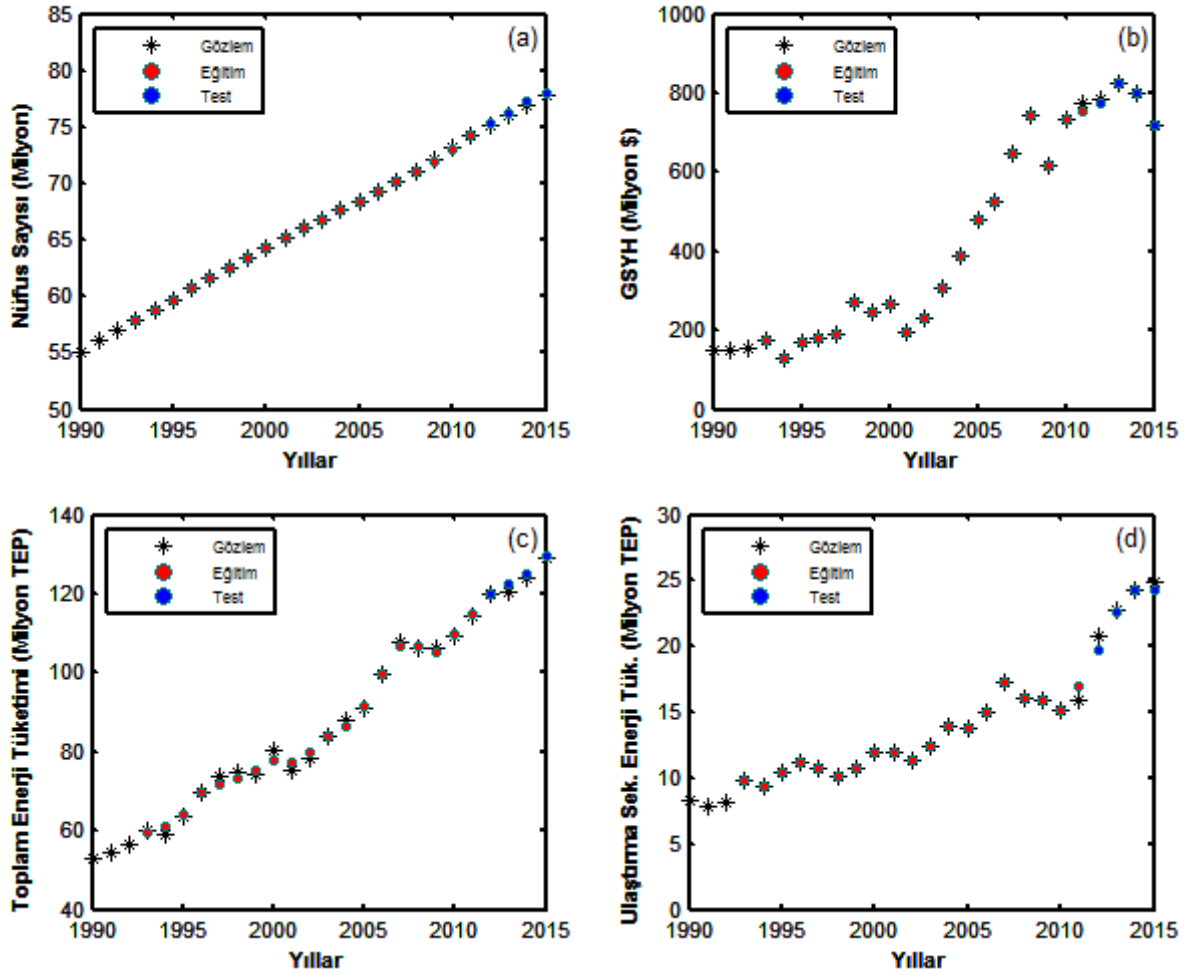 (a)
Gözlem
Eğitim
Test
85
80
75
70
65
60
55
50
1990
1995
2000
2005
2010
2015
Nüfus Sayısı (Milyon)
Yıllar
(b)
Gözlem
Eğitim
Test
1000
800
600
400
200
0
1990
1995
2000
2005
2010
2015
GSYH (Milyon $)
Yıllar
(c)
Gözlem
Eğitim
Test
140
120
100
80
60
40
1990
1995
2000
2005
2010
2015
Toplam Enerji Tüketimi (Milyon TEP)
Yıllar
(d)
Gözlem
Eğitim
Test
30
25
20
15
10
5
0
1990
1995
2000
2005
2010
2015
Ulaştırma Sek. Enerji Tük. (Milyon TEP)
Yıllar